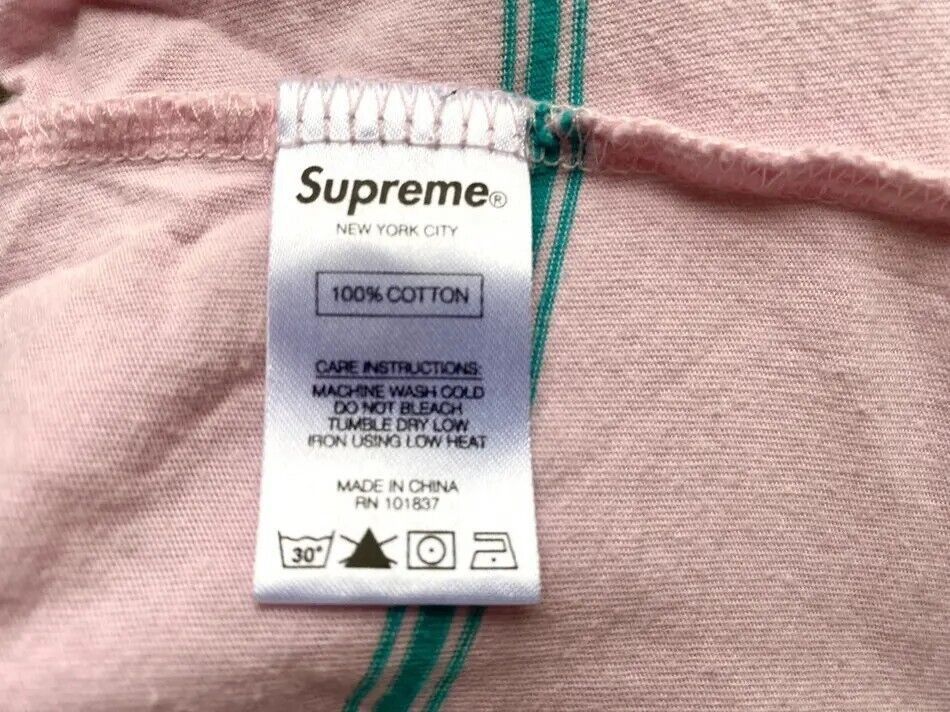 Supreme®
NEW YORK CITY
100% COTTON
CARE INSTRUCTIONS:
MACHINE WASH COLD
DO NOT BLEACH
TUMBLE DRY LOW
IRON USING LOW HEAT
MADE IN CHINA
RN 101837
30°